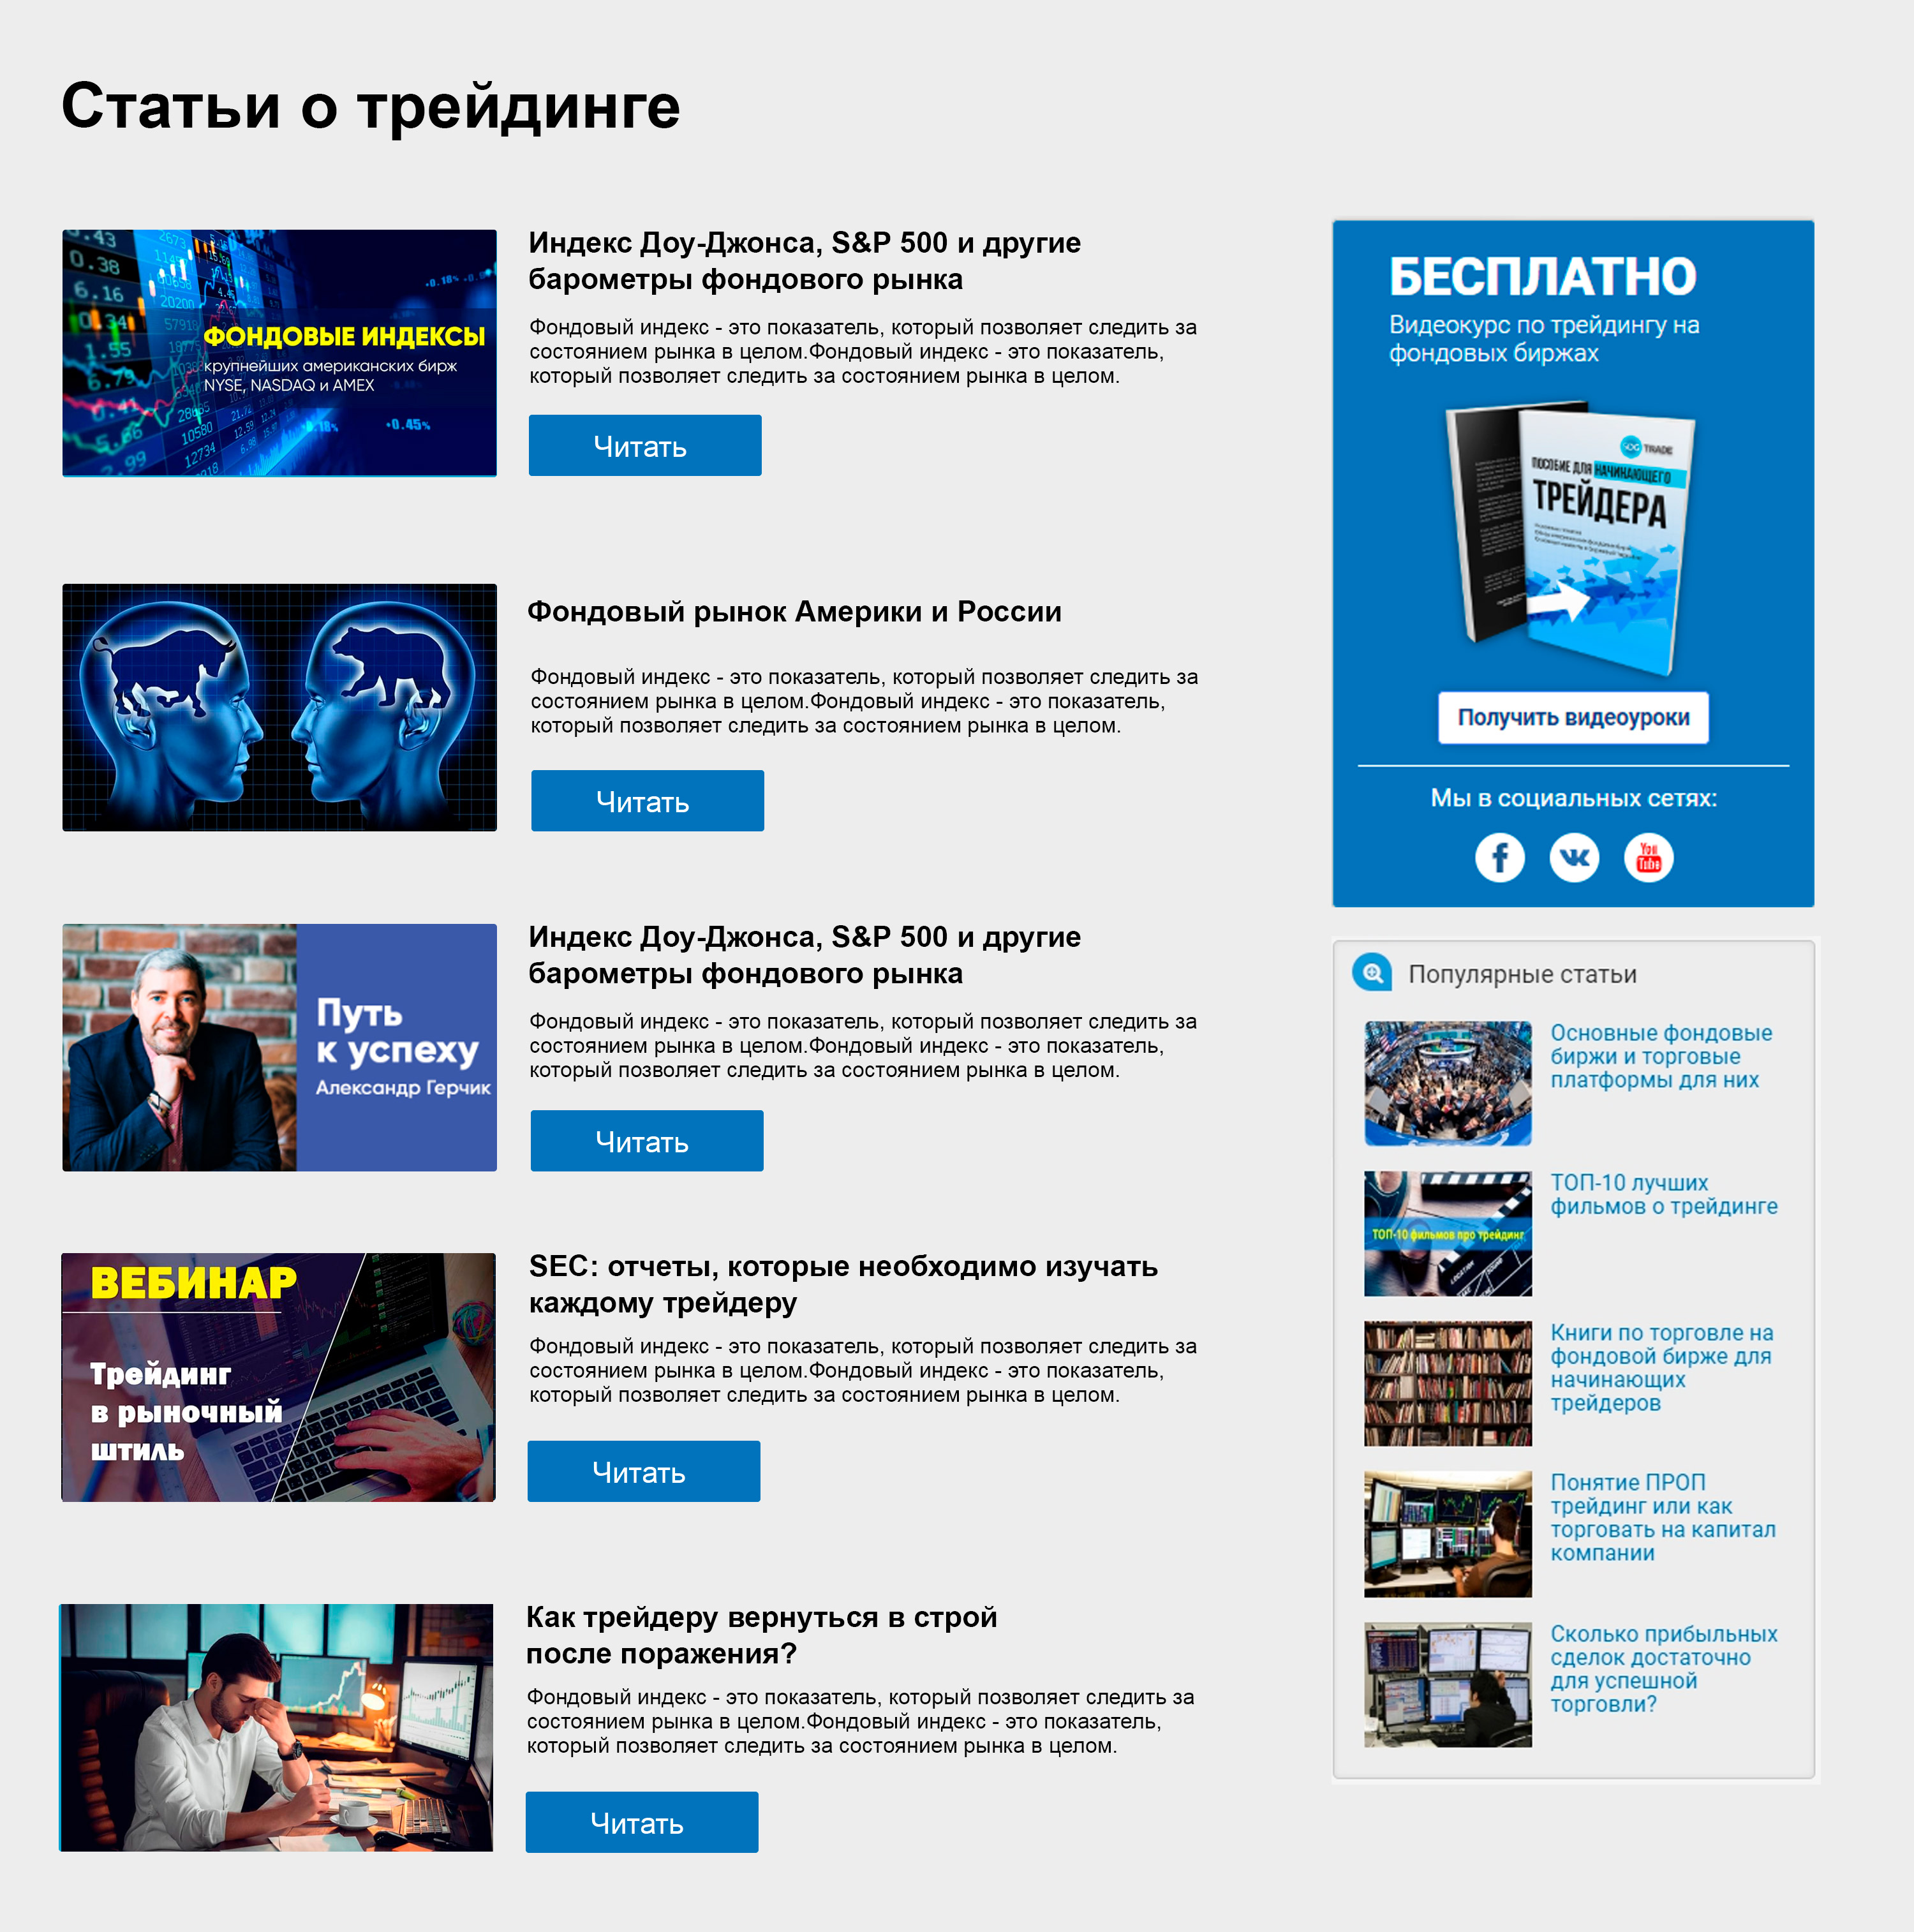 Статьи о трейдинге
ФОНДОВЫЕ ИНДЕКСЫ
крупнейших американских бирж
NYSE, NASDAQ и AMEX
Индекс Доу-Джонса, S&P 500 и другие
барометры фондового рынка
Фондовый индекс - это показатель, который позволяет следить за
состоянием рынка в целом.Фондовый индекс - это показатель,
который позволяет следить за состоянием рынка в целом.
Читать
Фондовый рынок Америки и России
Фондовый индекс - это показатель, который позволяет следить за
состоянием рынка в целом.Фондовый индекс - это показатель,
который позволяет следить за состоянием рынка в целом.
Читать
Путь
к успеху
Александр Герчик
Индекс Доу-Джонса, S&P 500 и другие
барометры фондового рынка
Фондовый индекс - это показатель, который позволяет следить за
состоянием рынка в целом.Фондовый индекс - это показатель,
который позволяет следить за состоянием рынка в целом.
Читать
ВЕБИНАР
Трейдинг
в рыночный
штиль
SEC: отчеты, которые необходимо изучать
каждому трейдеру
Фондовый индекс - это показатель, который позволяет следить за
состоянием рынка в целом.Фондовый индекс - это показатель,
который позволяет следить за состоянием рынка в целом.
Читать
Как трейдеру вернуться в строй
после поражения?
Фондовый индекс - это показатель, который позволяет следить за
состоянием рынка в целом.Фондовый индекс - это показатель,
который позволяет следить за состоянием рынка в целом.
Читать
БЕСПЛАТНО
Видеокурс по трейдингу на
фондовых биржах
TRADE
ПОСОБИЕ ДЛЯ НАЧИНАЮЩЕГО
ТРЕЙДЕРА
Получить видеоуроки
Мы в социальных сетях:
You
Tube
Популярные статьи
Основные фондовые
биржи и торговые
платформы для них
ТОП-10 фильмов про трейдинг
ТОП-10 лучших
фильмов о трейдинге
Книги по торговле на
фондовой бирже для
начинающих
трейдеров
Понятие ПРОП
трейдинг или как
торговать на капитал
компании
Сколько прибыльных
сделок достаточно
для успешной
торговли?